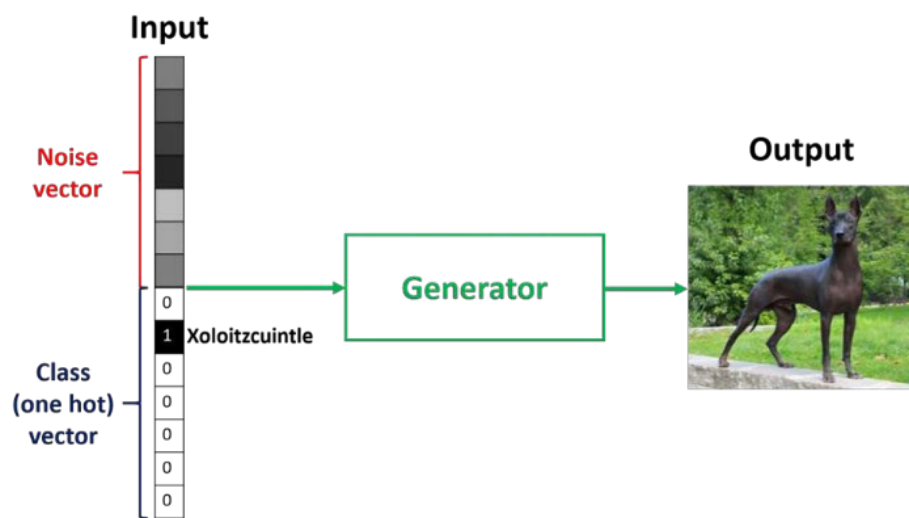 Input
Noise
vector
Output
Generator
0
1 Xoloitzcuintle
0
0
0
0
0
Class
(one hot)
vector